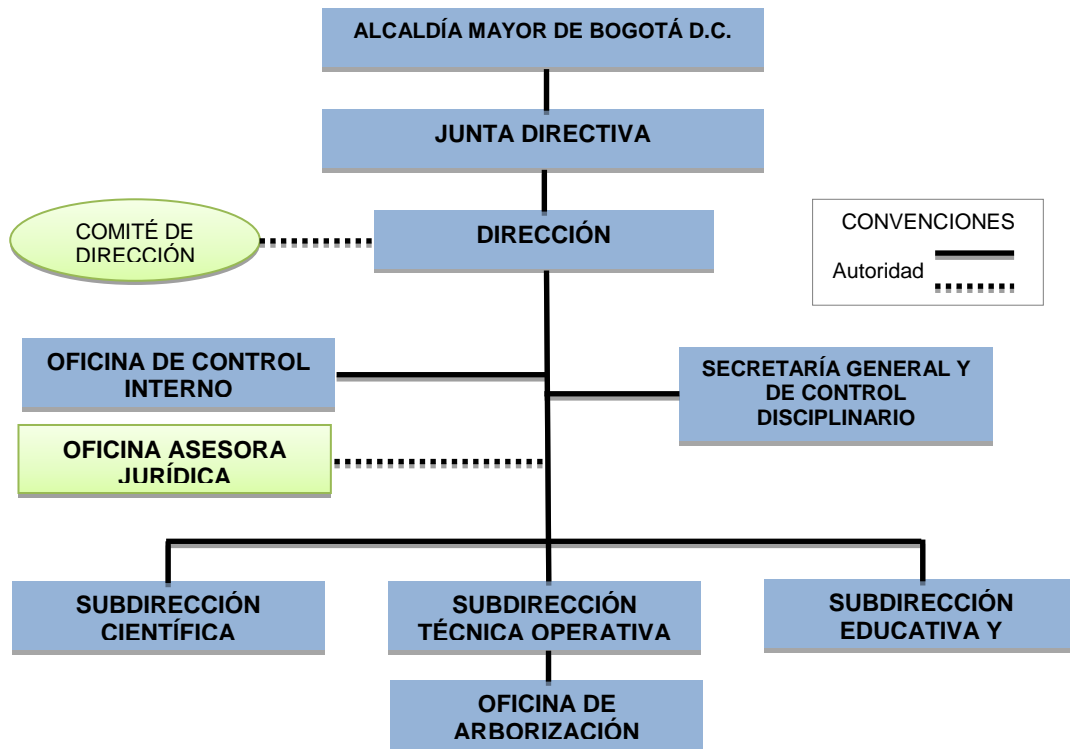 ALCALDÍA MAYOR DE BOGOTÁ D.C.
JUNTA DIRECTIVA
COMITÉ DE
DIRECCIÓN
DIRECCIÓN
CONVENCIONES
Autoridad
OFICINA DE CONTROL
INTERNO
SECRETARÍA GENERAL Y
DE CONTROL
DISCIPLINARIO
OFICINA ASESORA
JURÍDICA
SUBDIRECCIÓN
CIENTÍFICA
SUBDIRECCIÓN
TÉCNICA OPERATIVA
SUBDIRECCIÓN
EDUCATIVA Y
OFICINA DE
ARBORIZACIÓN